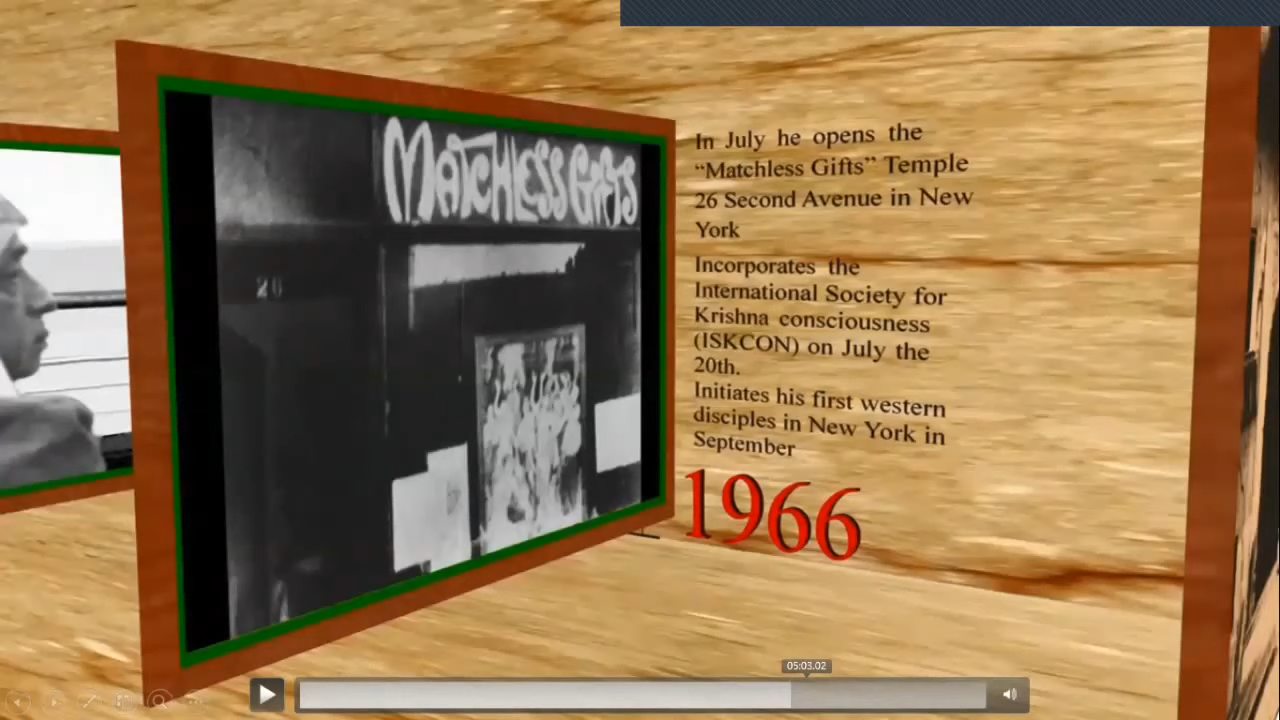 MATCHLESS GIFTS
26
In July he opens the
“Matchless Gifts” Temple
26 Second Avenue in New
York
Incorporates the
International Society for
Krishna consciousness
(ISKCON) on July the
20th.
Initiates his first western
disciples in New York in
September
1966
05:03.02